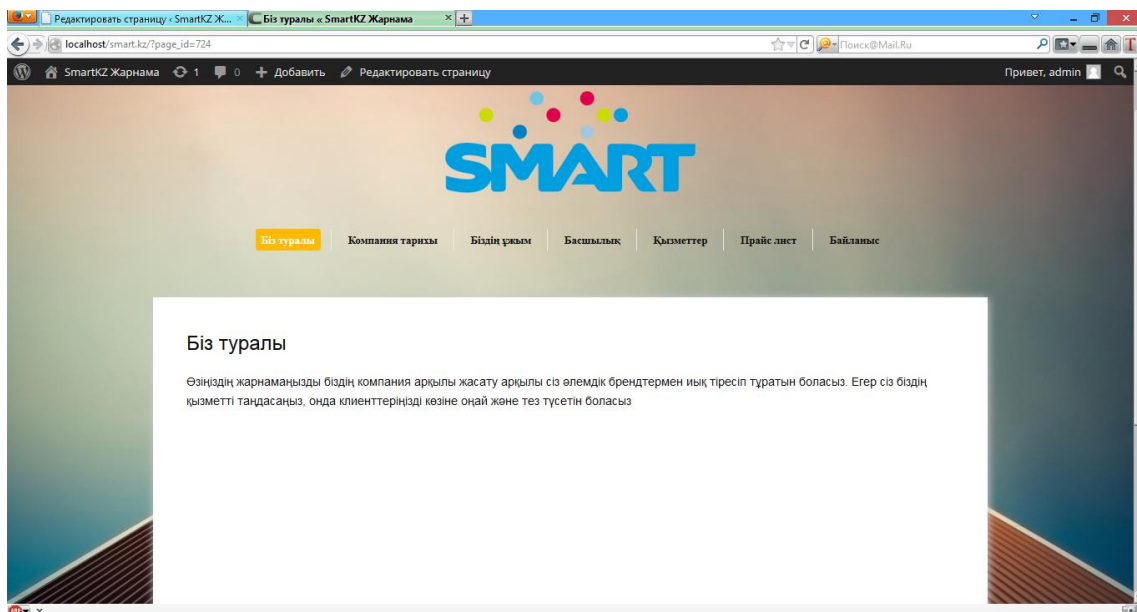 Редактировать страницу ‹ SmartKZ Ж... × Біз туралы « SmartKZ Жарнама × +
localhost/smart.kz/?page_id=724 Поиск@Mail.Ru
SmartKZ Жарнама 1 0 + Добавить Редактировать страницу Привет, admin
SMART
Біз туралы Компания тарихы Біздің ұжым Басшылық Қызметтер Прайс лист Байланыс
Біз туралы
Өзіңіздің жарнамаңызды біздің компания арқылы жасату арқылы сіз әлемдік брендтермен иық тіресіп тұратын боласыз. Егер сіз біздің
қызметті таңдасаңыз, онда клиенттеріңізді көзіне оңай және тез түсетін боласыз